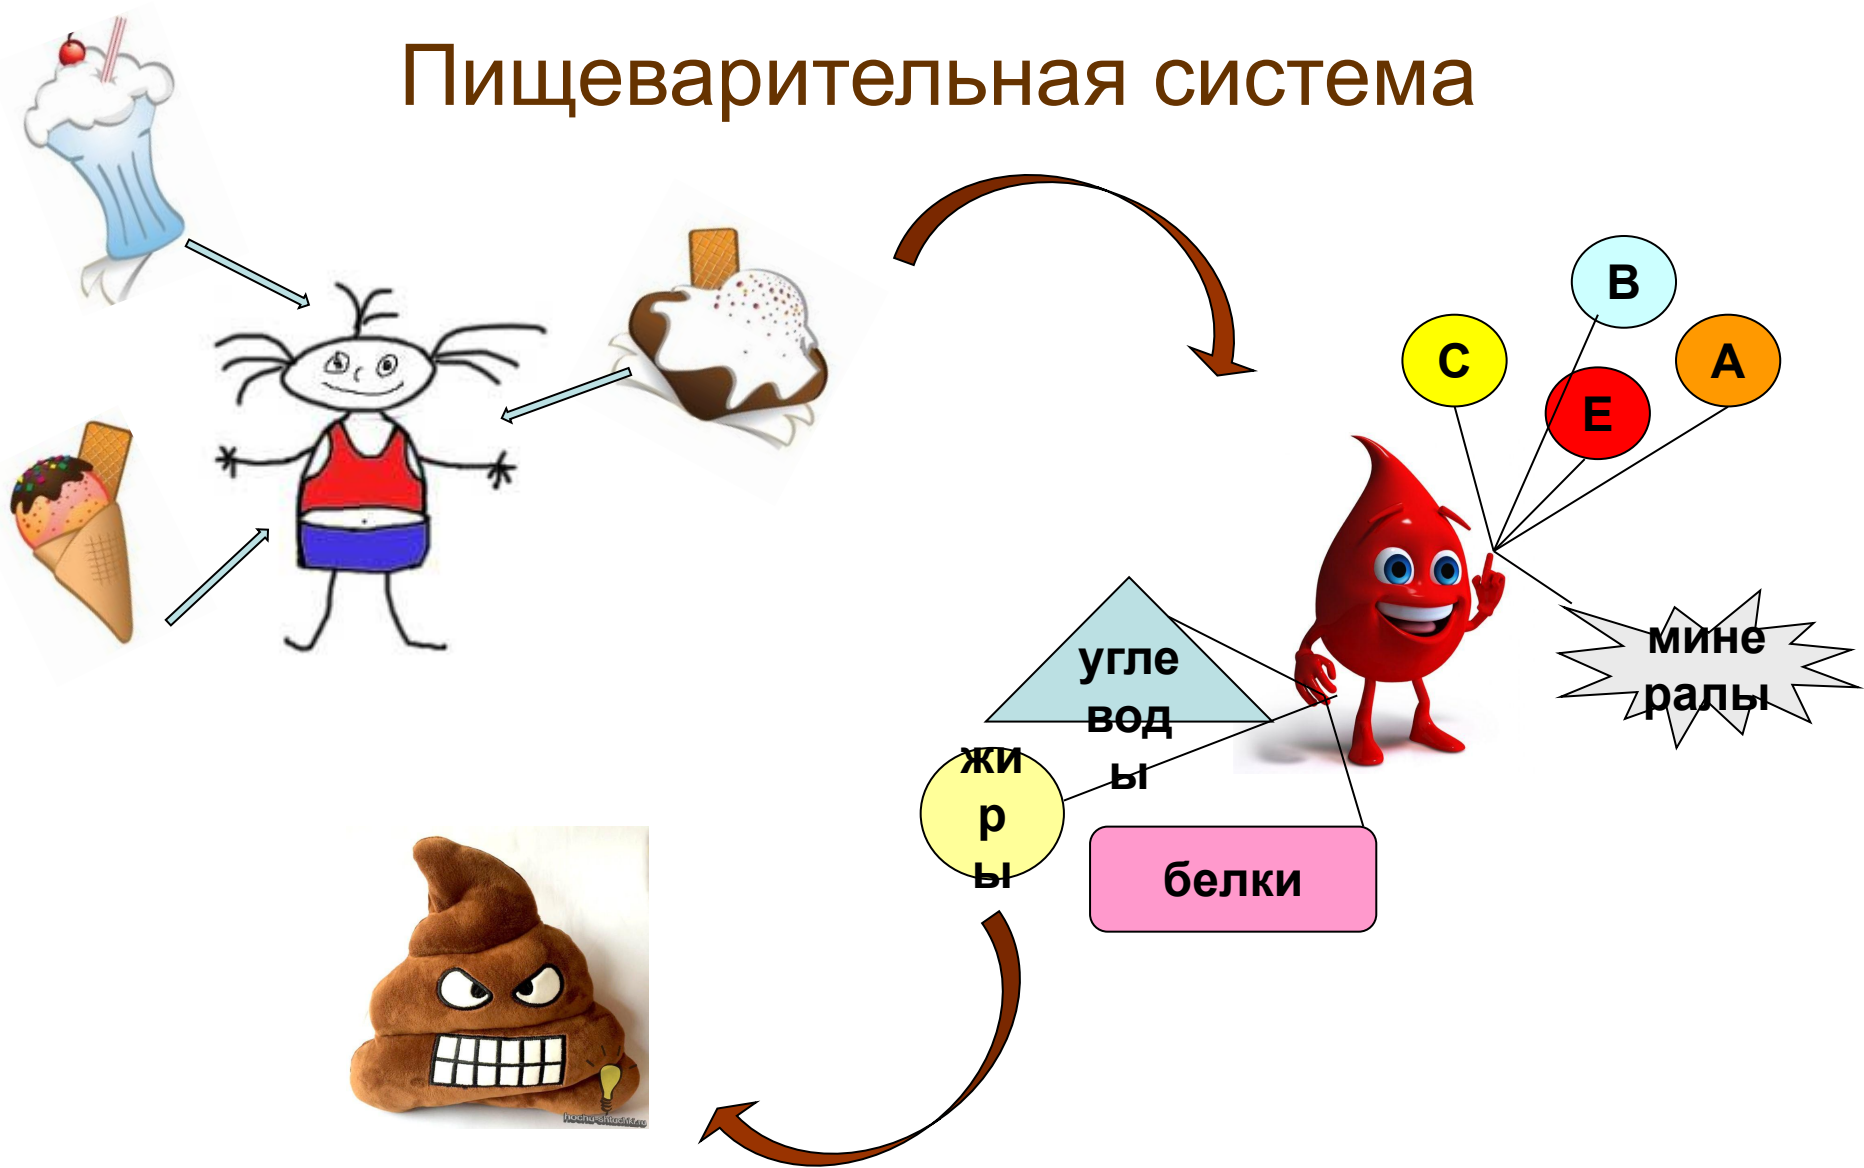 Пищеварительная система
В
С
А
Е
мине
ралы
угле
вод
ы
жи
р
ы
белки